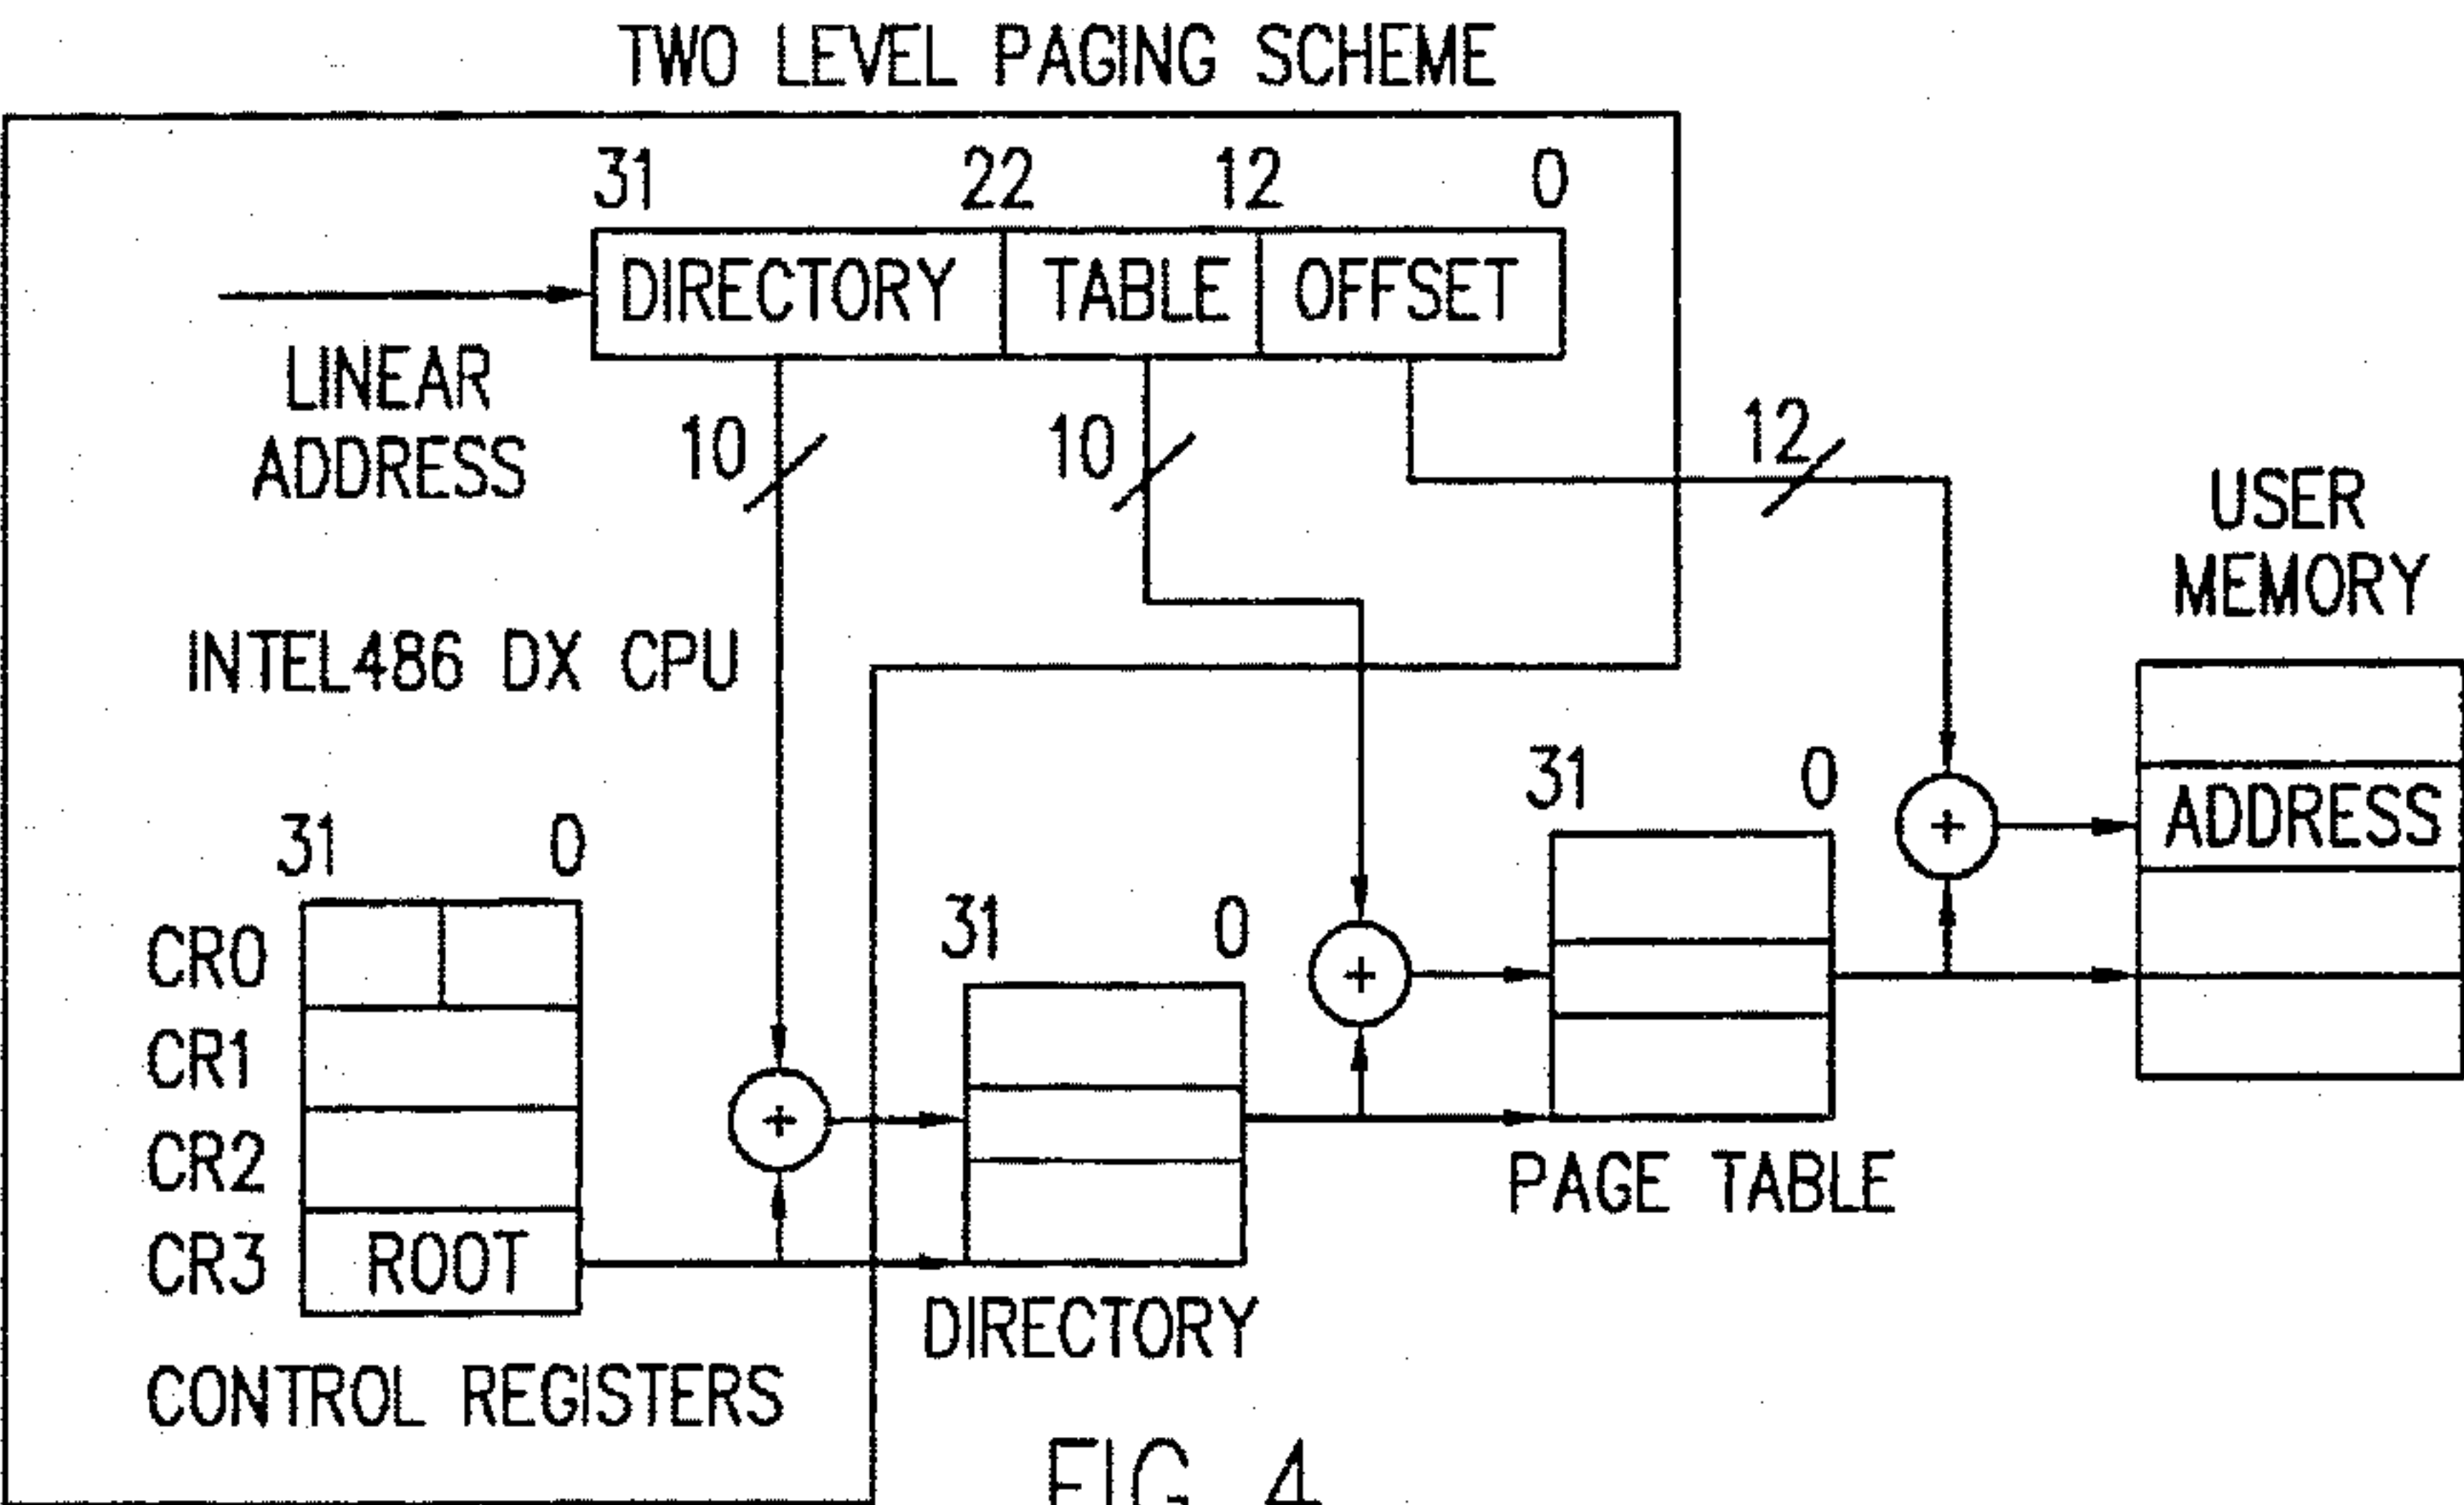 TWO LEVEL PAGING SCHEME
31 22 12 0
DIRECTORY TABLE OFFSET
LINEAR
ADDRESS
10 10 12
USER
MEMORY
INTEL486 DX CPU
31 0
ADDRESS
31 0
31 0
CR0
CR1
CR2
CR3 ROOT
PAGE TABLE
DIRECTORY
CONTROL REGISTERS
FIG 4